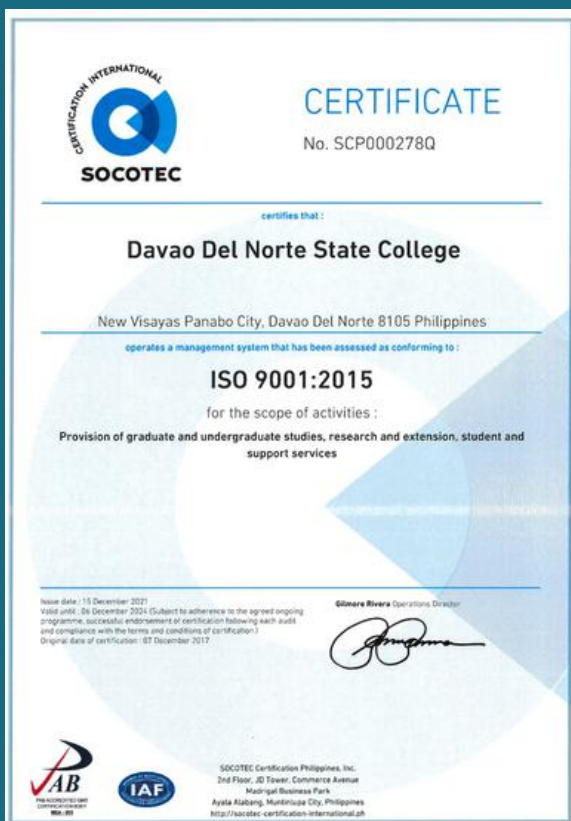 CERTIFICATION INTERNATIONAL
SOCOTEC
CERTIFICATE
No. SCP000278Q
certifies that :
Davao Del Norte State College
New Visayas Panabo City, Davao Del Norte 8105 Philippines
operates a management system that has been assessed as conforming to :
ISO 9001:2015
for the scope of activities :
Provision of graduate and undergraduate studies, research and extension, student and
support services
Issue date : 15 December 2021
Valid until : 06 December 2024 (Subject to adherence to the agreed ongoing
programme, successful endorsement of certification following each audit
and compliance with the terms and conditions of certification.)
Original date of certification : 07 December 2017
Gilmore Rivera Operations Director
PAB
PAB ACCREDITED QMS
CERTIFICATION BODY
IAF
SOCOTEC Certification Philippines, Inc.
2nd Floor, JD Tower, Commerce Avenue
Madrigal Business Park
Ayala Alabang, Muntinlupa City, Philippines
http://socotec-certification-international.ph